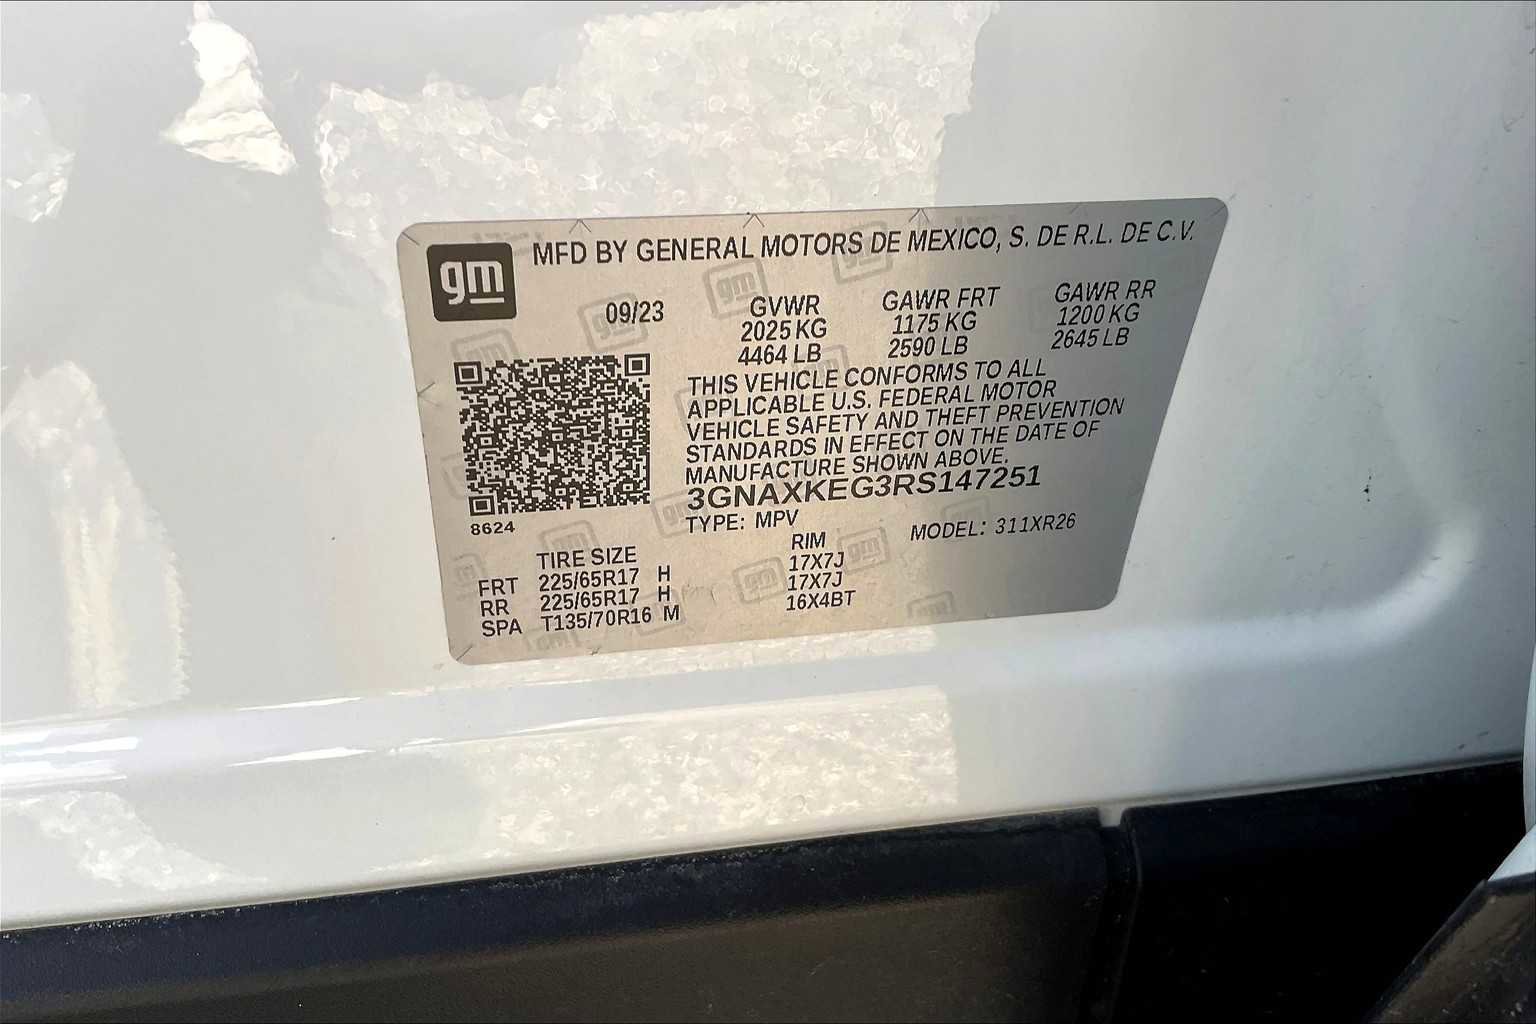 gm MFD BY GENERAL MOTORS DE MEXICO, S. DE R.L. DE C.V.
09/23 GVWR GAWR FRT GAWR RR
2025 KG 1175 KG 1200 KG
4464 LB 2590 LB 2645 LB
THIS VEHICLE CONFORMS TO ALL
APPLICABLE U.S. FEDERAL MOTOR
VEHICLE SAFETY AND THEFT PREVENTION
STANDARDS IN EFFECT ON THE DATE OF
MANUFACTURE SHOWN ABOVE.
3GNAXKEG3RS147251
8624 TYPE: MPV MODEL: 311XR26
TIRE SIZE RIM
FRT 225/65R17 H 17X7J
RR 225/65R17 H 17X7J
SPA T135/70R16 M 16X4BT